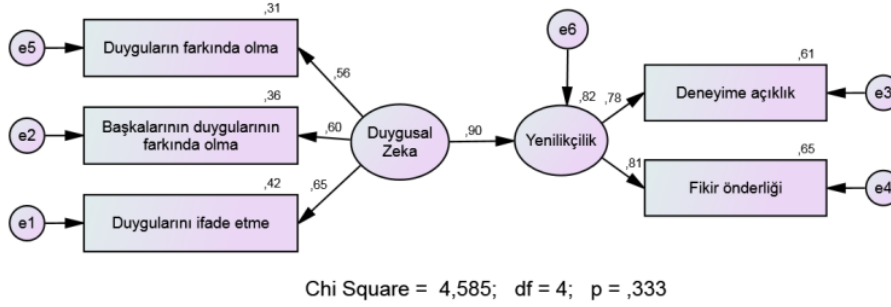 ,31
e5
Duyguların farkında olma
,56
e6
,36
,82
,78
,61
Deneyime açıklık
e3
e2
Başkalarının duygularının
farkında olma
,60
Duygusal
Zeka
,90
Yenilikçilik
,42
,65
,81
,65
e1
Duygularını ifade etme
Fikir önderliği
e4
Chi Square = 4,585; df = 4; p = ,333